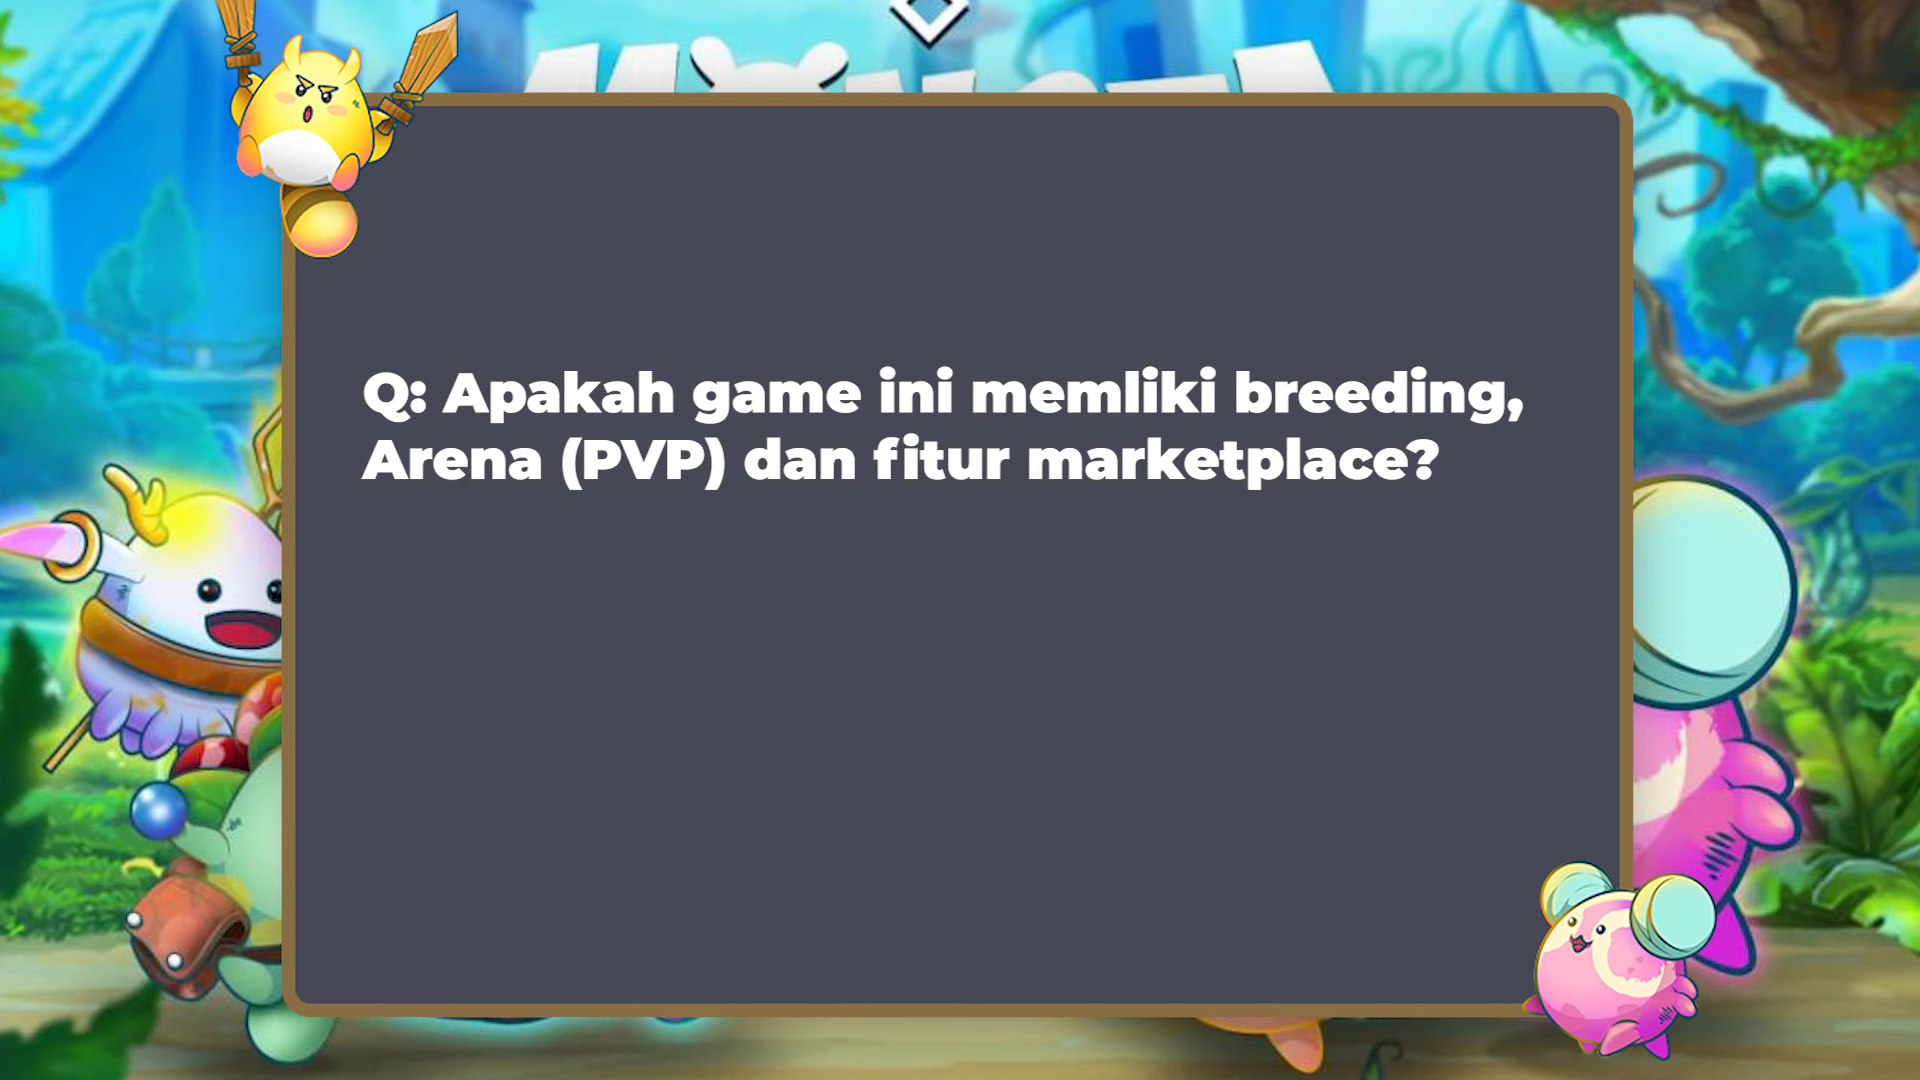 Q: Apakah game ini memliki breeding,
Arena (PVP) dan fitur marketplace?